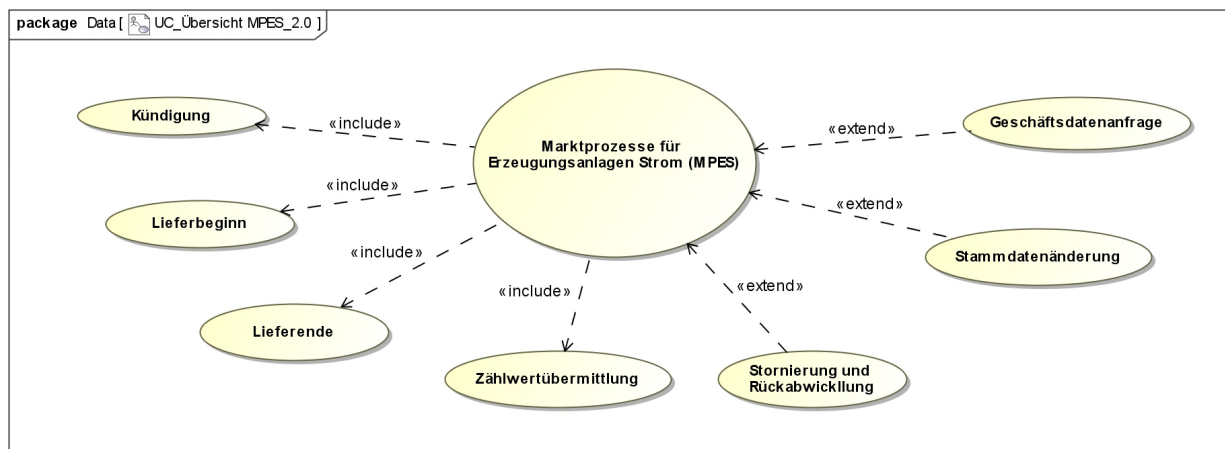 package Data [ UC_Übersicht MPES_2.0 ]
Kündigung
«include»
Marktprozesse für
Erzeugungsanlagen Strom (MPES)
«extend»
Geschäftsdatenanfrage
Lieferbeginn
«include»
«extend»
Stammdatenänderung
«include»
Lieferende
«include»
«extend»
Zählwertübermittlung
Stornierung und
Rückabwickllung